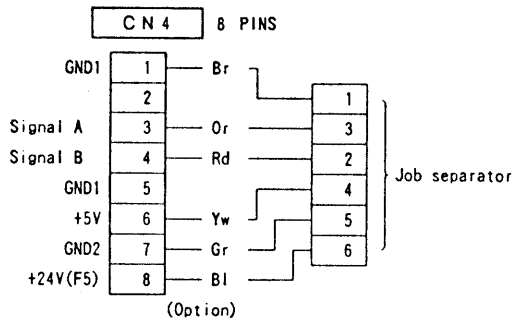 CN4 8 PINS
GND1 1 Br
2 1
Signal A 3 Or 3
Signal B 4 Rd 2
GND1 5 4 Job separator
+5V 6 Yw 5
GND2 7 Gr 6
+24V(F5) 8 Bl
(Option)